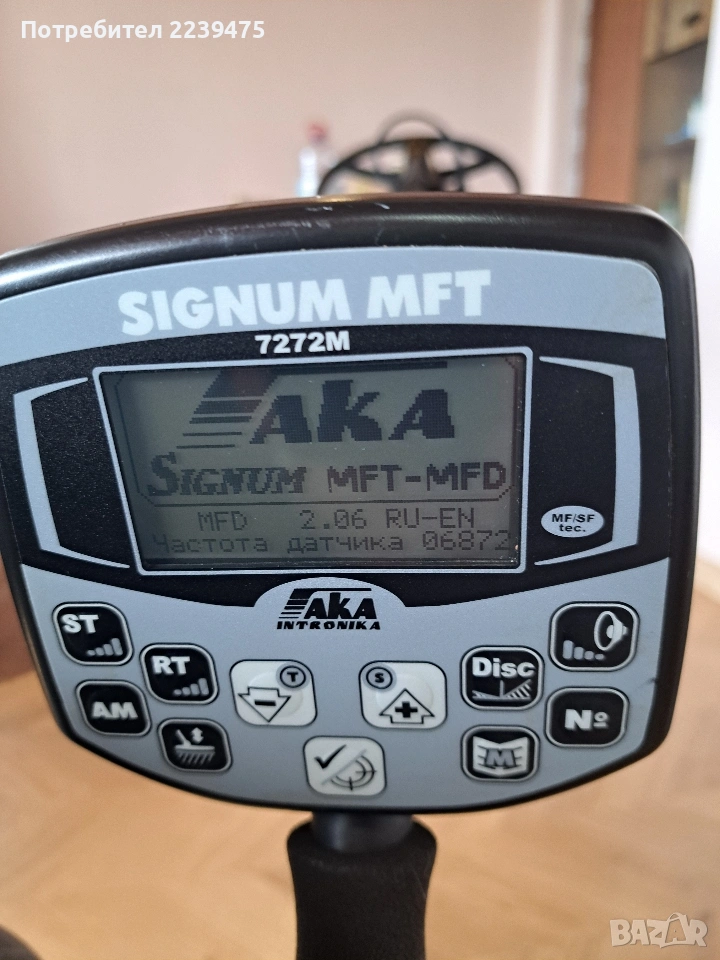 Потребител 2239475
SIGNUM MFT
7272M
AKA
SIGNUM MFT-MFD
MFD 2.06 RU-EN
Частота датчика 06872
MF/SF
tec.
AKA
INTRONIKA
ST
RT
T
S
Disc
AM
№
M
BAZAR